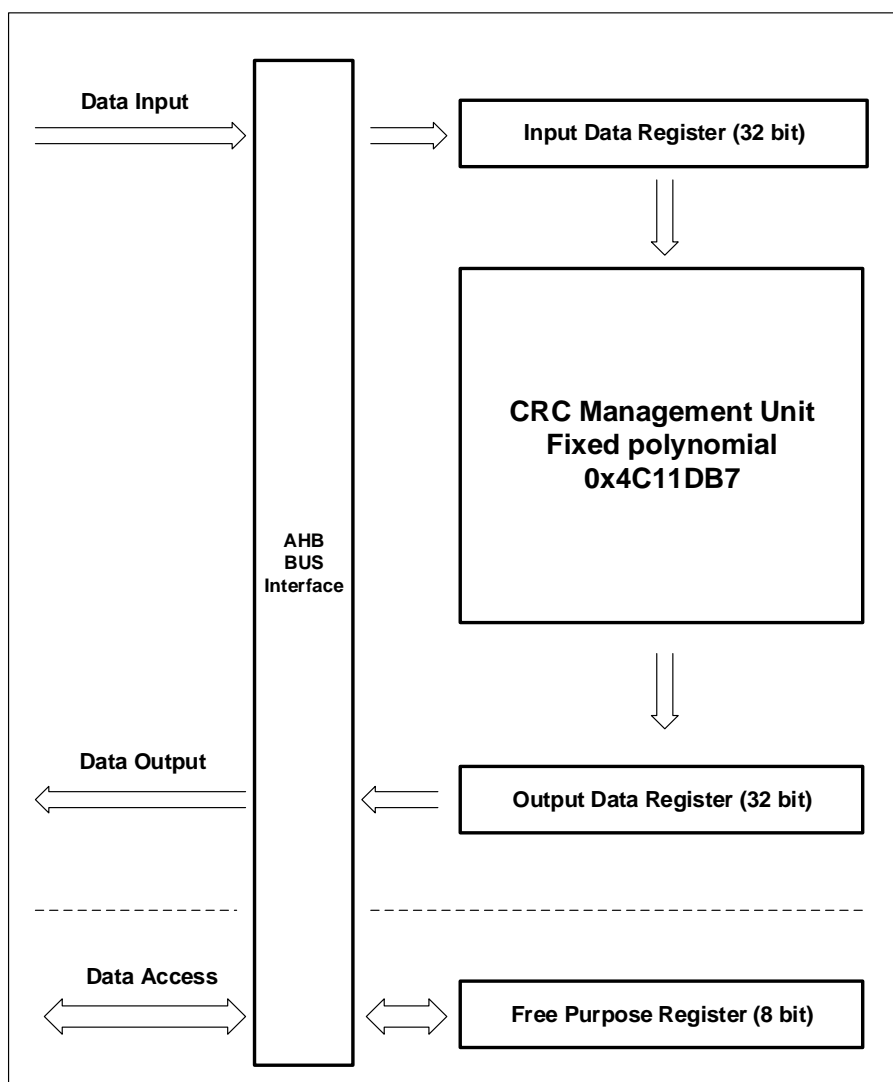 Data Input
Input Data Register (32 bit)
CRC Management Unit
Fixed polynomial
0x4C11DB7
AHB
BUS
Interface
Data Output
Output Data Register (32 bit)
Data Access
Free Purpose Register (8 bit)